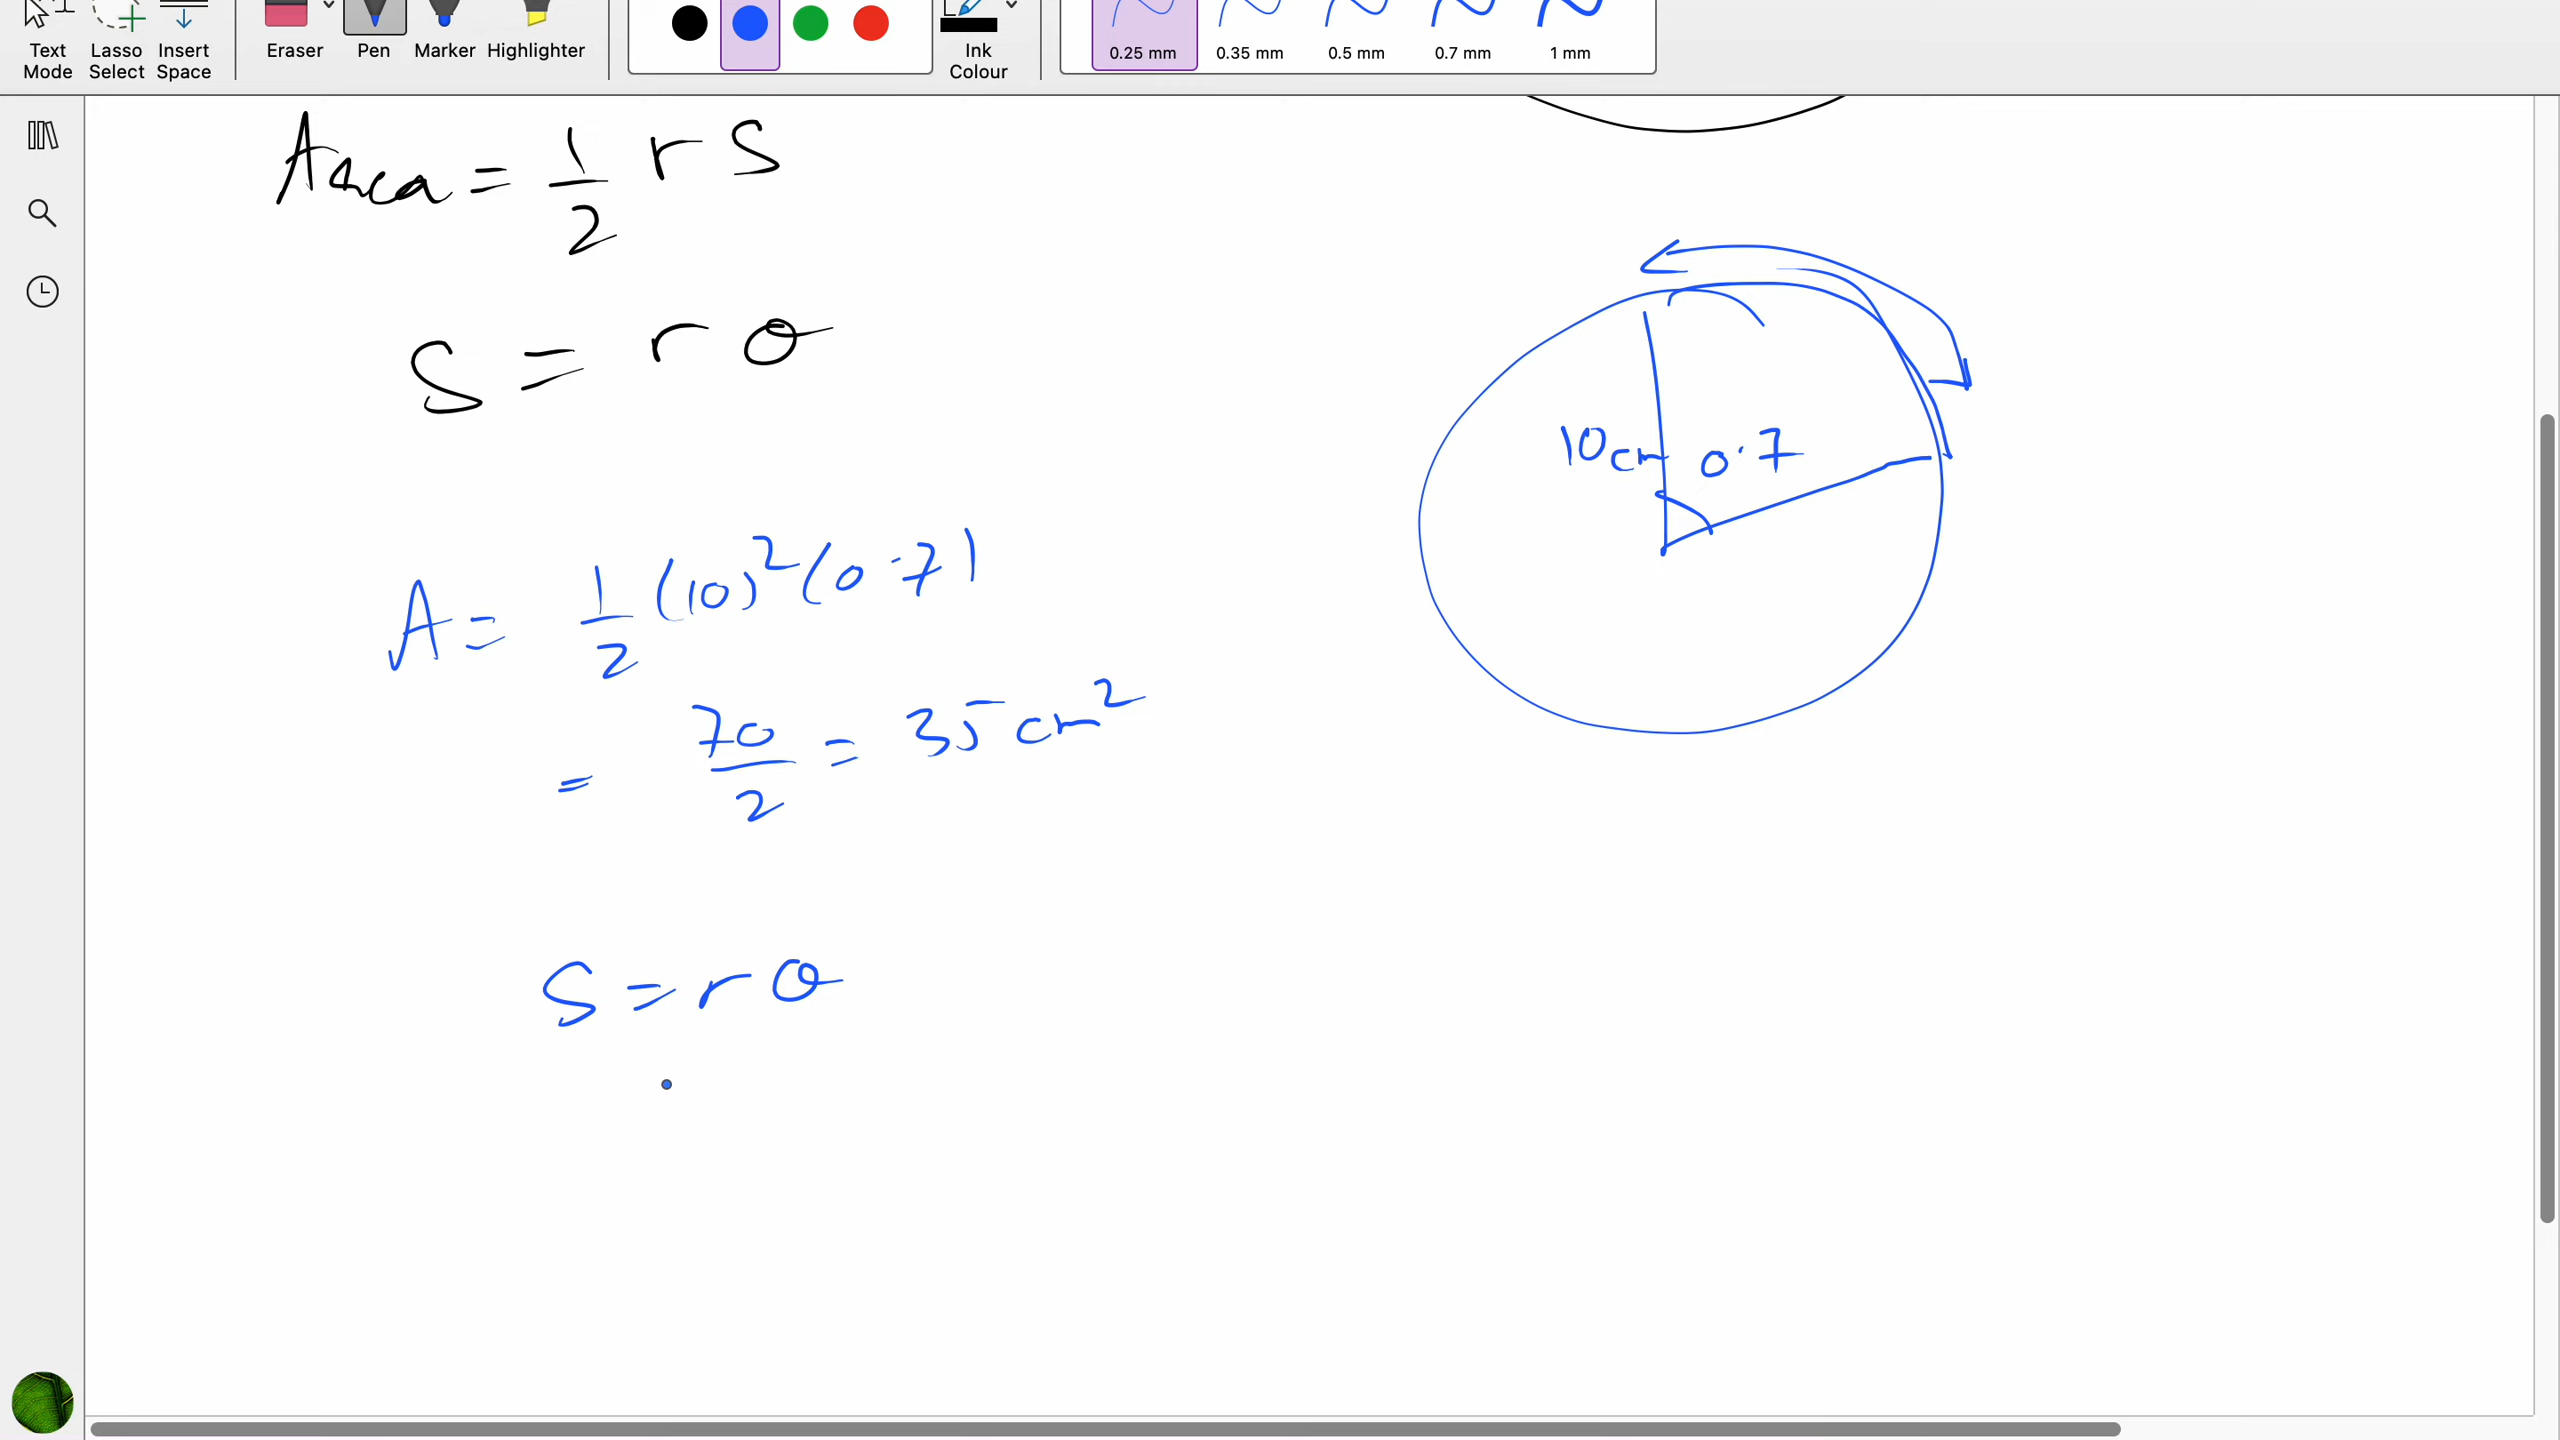 Text Mode
Lasso Select
Insert Space
Eraser
Pen
Marker
Highlighter
Ink Colour
0.25 mm
0.35 mm
0.5 mm
0.7 mm
1 mm
Area = 1/2 r S
S = r θ
10cm 0.7
A = 1/2 (10)² (0.7)
= 70/2 = 35 cm²
S = r θ